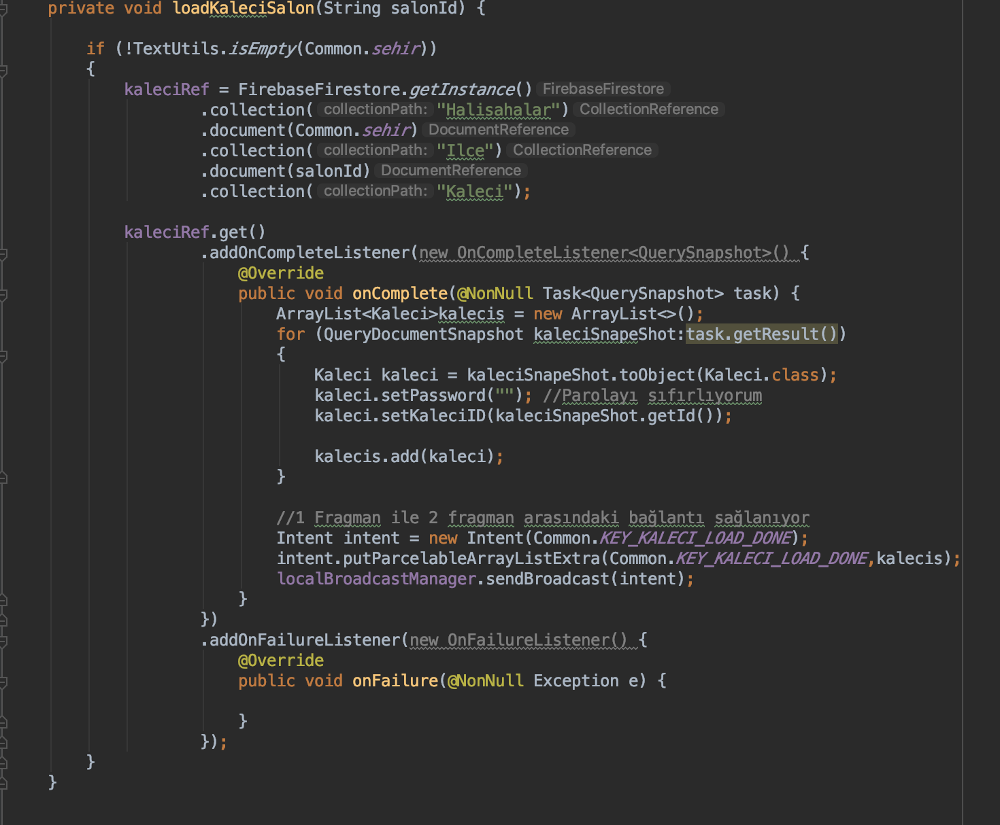 private void loadKaleciSalon(String salonId) {
if (!TextUtils.isEmpty(Common.sehir))
{
kaleciRef = FirebaseFirestore.getInstance() FirebaseFirestore
.collection( collectionPath: "Halisahalar") CollectionReference
.document(Common.sehir) DocumentReference
.collection( collectionPath: "Ilce") CollectionReference
.document(salonId) DocumentReference
.collection( collectionPath: "Kaleci");
kaleciRef.get()
.addOnCompleteListener(new OnCompleteListener<QuerySnapshot>() {
@Override
public void onComplete(@NonNull Task<QuerySnapshot> task) {
ArrayList<Kaleci>kalecis = new ArrayList<>();
for (QueryDocumentSnapshot kaleciSnapeShot:task.getResult())
{
Kaleci kaleci = kaleciSnapeShot.toObject(Kaleci.class);
kaleci.setPassword(""); //Parolayı sıfırlıyorum
kaleci.setKaleciID(kaleciSnapeShot.getId());
kalecis.add(kaleci);
}
//1 Fragman ile 2 fragman arasındaki bağlantı sağlanıyor
Intent intent = new Intent(Common.KEY_KALECI_LOAD_DONE);
intent.putParcelableArrayListExtra(Common.KEY_KALECI_LOAD_DONE,kalecis);
localBroadcastManager.sendBroadcast(intent);
}
})
.addOnFailureListener(new OnFailureListener() {
@Override
public void onFailure(@NonNull Exception e) {
}
});
}
}